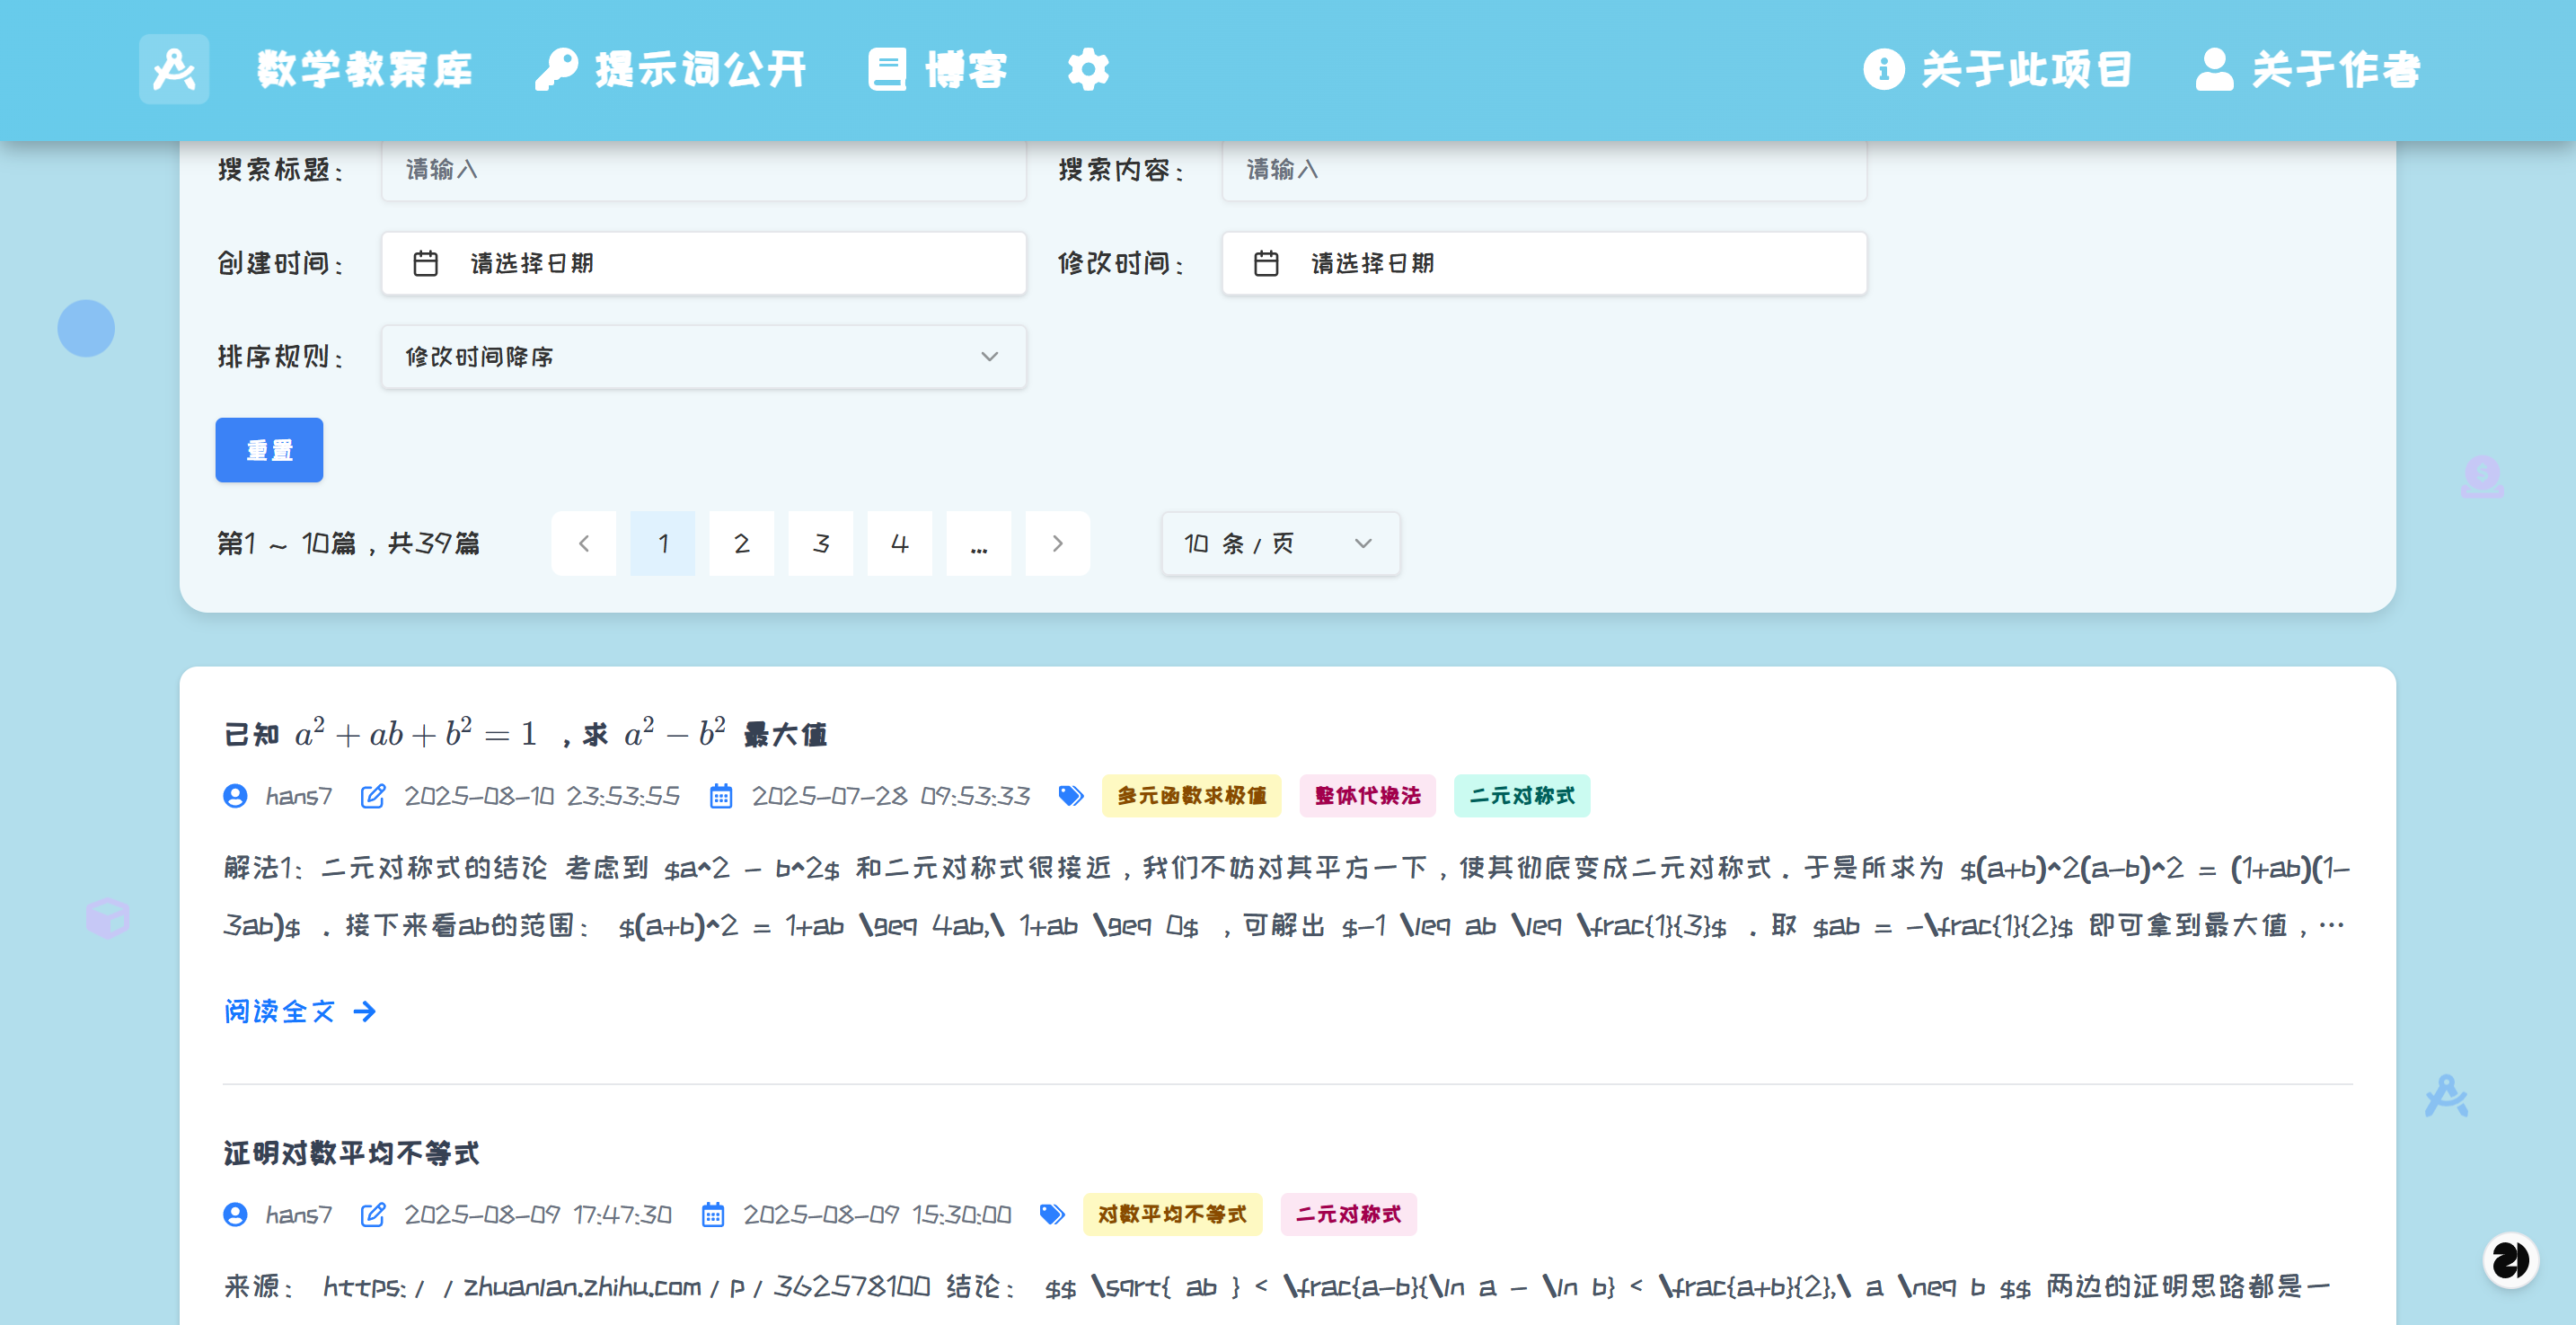 数学教案库 提示词公开 博客 关于此项目 关于作者
搜索标题: 请输入 搜索内容: 请输入
创建时间: 请选择日期 修改时间: 请选择日期
排序规则: 修改时间降序
重置
第1 ~ 10篇,共39篇 1 2 3 4 ... 10 条 / 页
已知 a² + ab + b² = 1 ,求 a² − b² 最大值
hans7 2025-08-10 23:53:55 2025-07-28 09:53:33 多元函数求极值 整体代换法 二元对称式
解法1: 二元对称式的结论 考虑到 $a^2 - b^2$ 和二元对称式很接近,我们不妨对其平方一下,使其彻底变成二元对称式.于是所求为 $(a+b)^2(a-b)^2 = (1+ab)(1-
3ab)$ .接下来看ab的范围: $(a+b)^2 = 1+ab \geq 4ab,\ 1+ab \geq 0$ ,可解出 $-1 \leq ab \leq \frac{1}{3}$ .取 $ab = -\frac{1}{2}$ 即可拿到最大值,…
阅读全文
证明对数平均不等式
hans7 2025-08-09 17:47:30 2025-08-09 15:30:00 对数平均不等式 二元对称式
来源: https://zhuanlan.zhihu.com/p/362578100 结论: $$ \sqrt{ ab } < \frac{a-b}{\ln a - \ln b} < \frac{a+b}{2},\ a \neq b $$ 两边的证明思路都是一